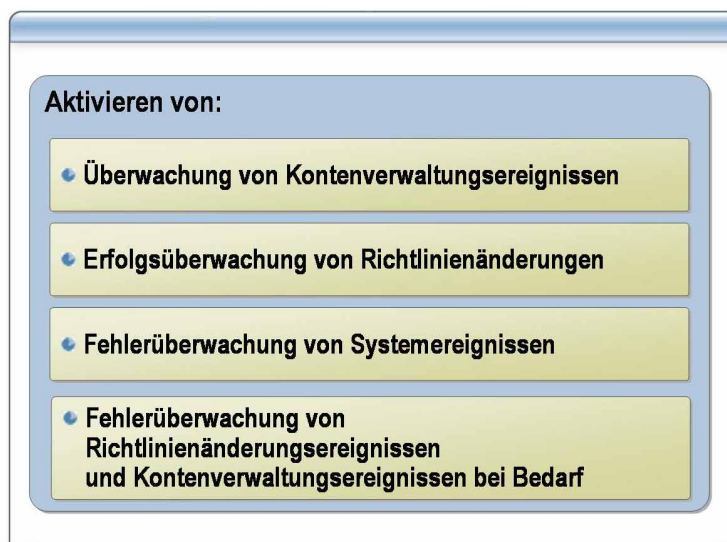 Aktivieren von:
Überwachung von Kontenverwaltungsereignissen
Erfolgsüberwachung von Richtlinienänderungen
Fehlerüberwachung von Systemereignissen
Fehlerüberwachung von
Richtlinienänderungsereignissen
und Kontenverwaltungsereignissen bei Bedarf